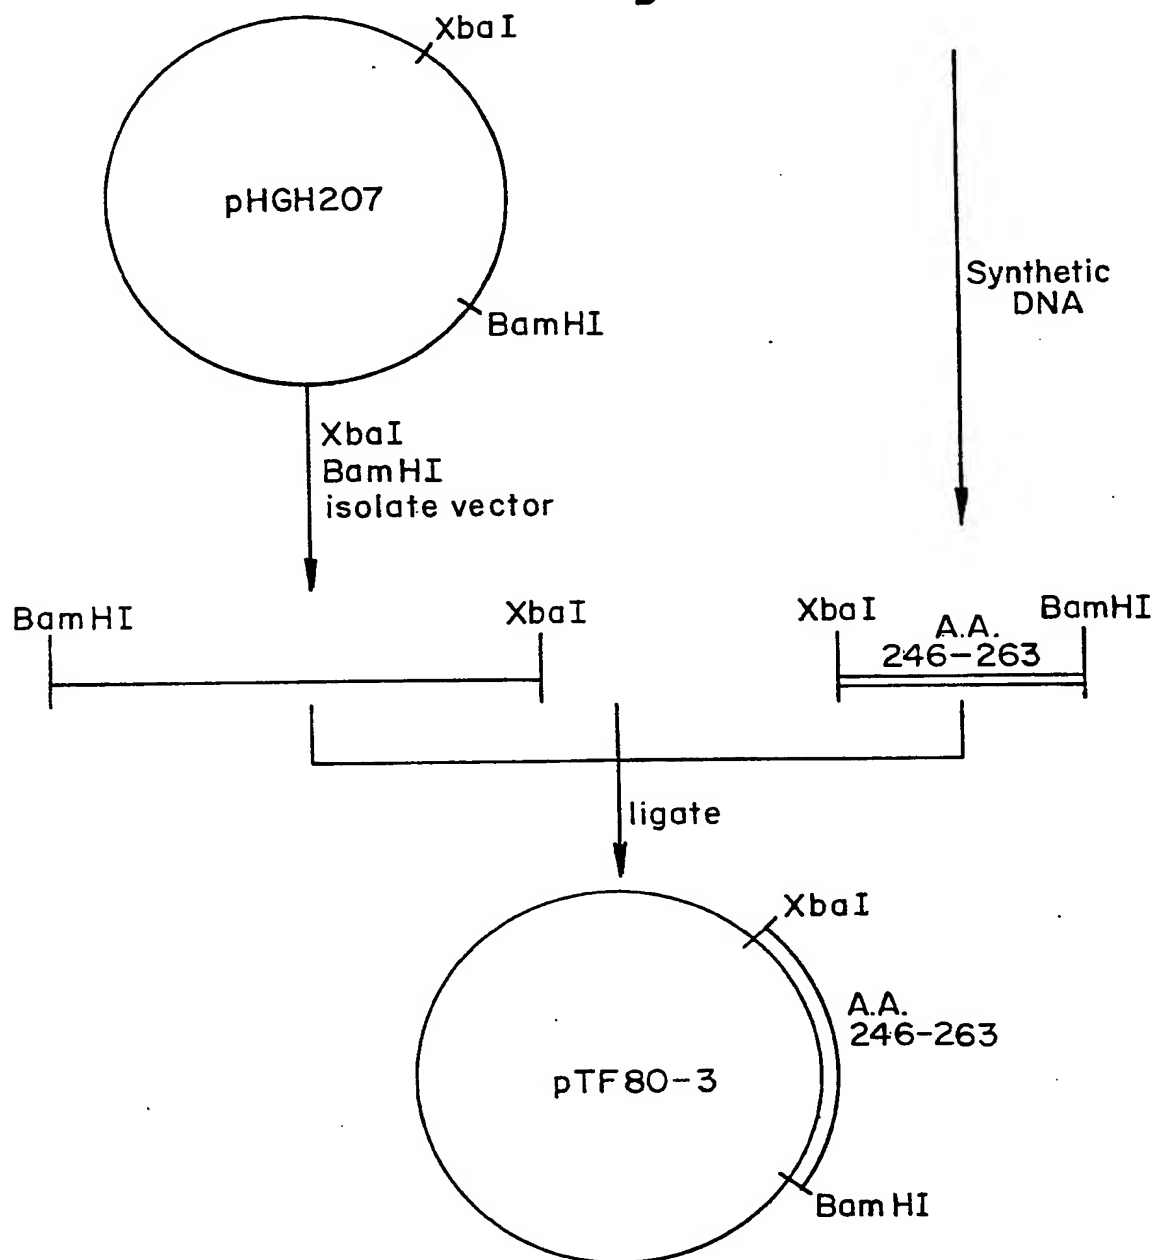 XbaI
pHGH207
BamHI
Synthetic
DNA
XbaI
BamHI
isolate vector
BamHI
XbaI
XbaI
A.A.
246-263
BamHI
ligate
XbaI
A.A.
246-263
pTF80-3
BamHI